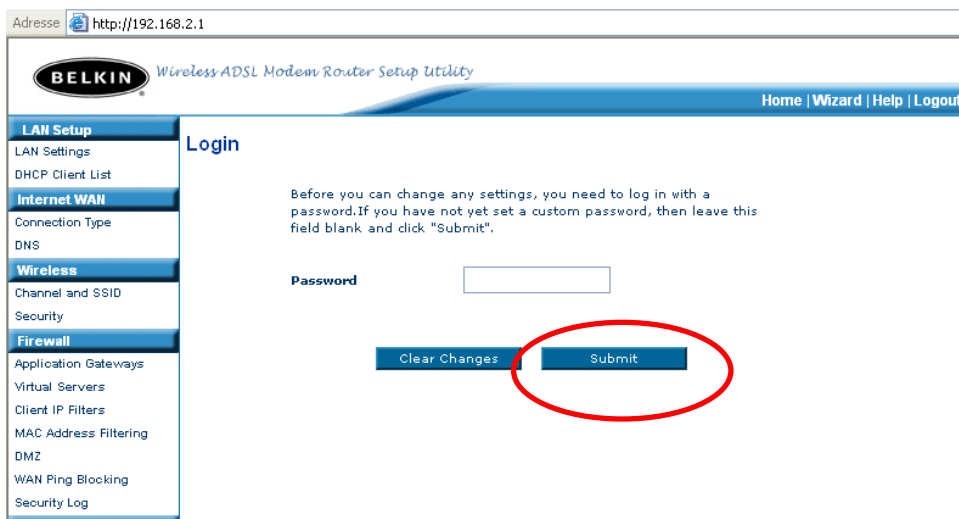 Adresse http://192.168.2.1
BELKIN
Wireless ADSL Modem Router Setup Utility
Home | Wizard | Help | Logout
LAN Setup
LAN Settings
DHCP Client List
Internet WAN
Connection Type
DNS
Wireless
Channel and SSID
Security
Firewall
Application Gateways
Virtual Servers
Client IP Filters
MAC Address Filtering
DMZ
WAN Ping Blocking
Security Log
Login
Before you can change any settings, you need to log in with a
password.If you have not yet set a custom password, then leave this
field blank and click "Submit".
Password
Clear Changes
Submit